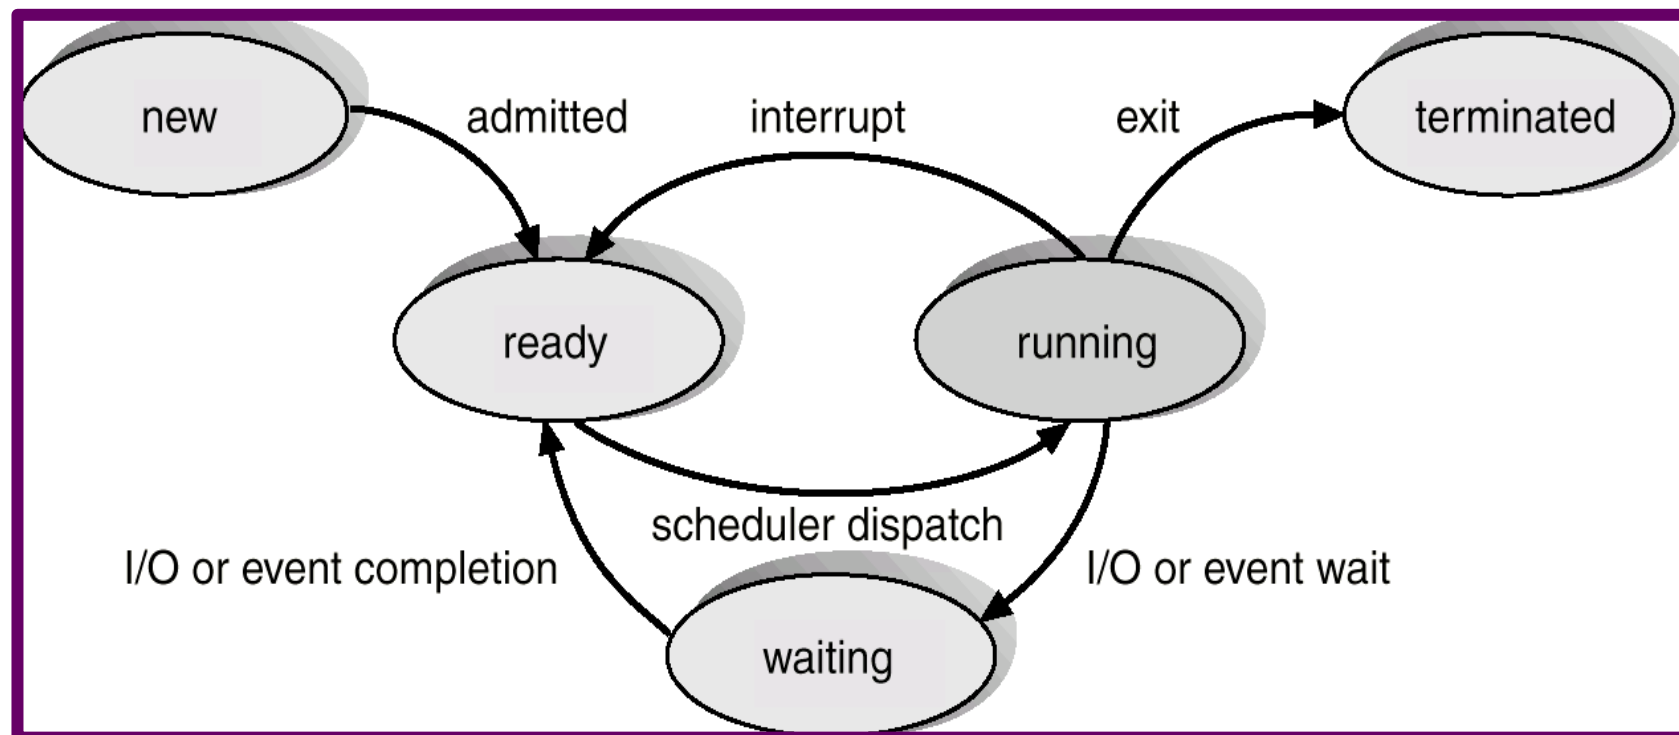 new
admitted
interrupt
exit
terminated
ready
running
scheduler dispatch
I/O or event completion
I/O or event wait
waiting